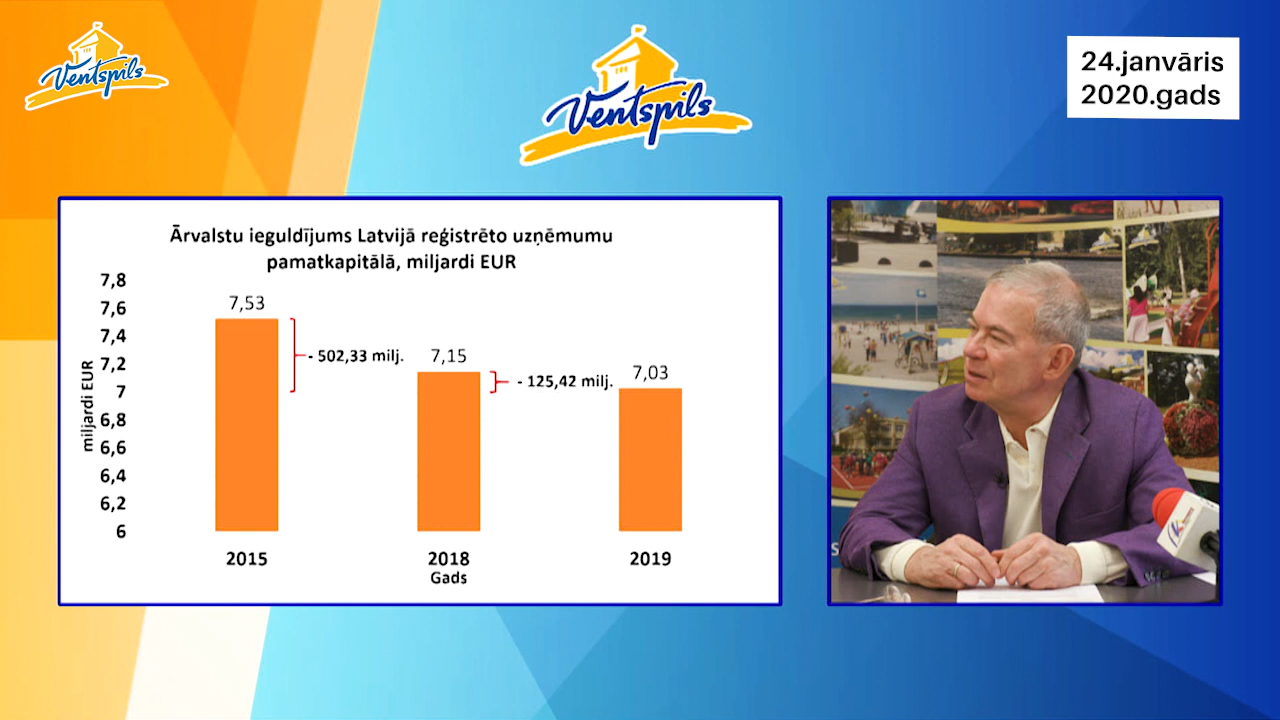 Ventspils
Ventspils
24.janvāris
2020.gads
Ārvalstu ieguldījums Latvijā reģistrēto uzņēmumu
pamatkapitālā, miljardi EUR
miljardi EUR
7,8
7,6
7,4
7,2
7
6,8
6,6
6,4
6,2
6
7,53
- 502,33 milj.
7,15
- 125,42 milj.
7,03
2015
2018
2019
Gads